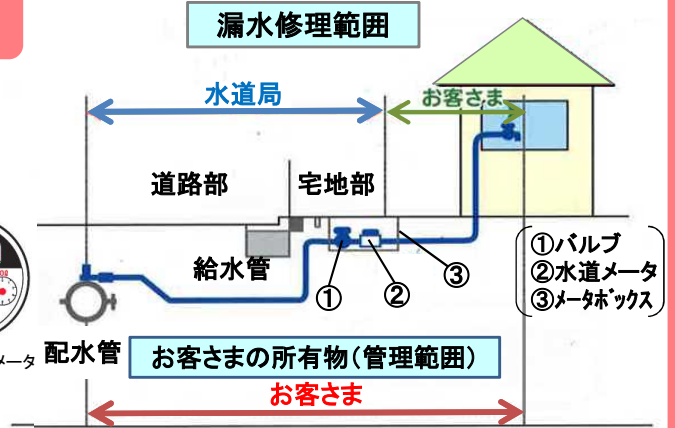 漏水修理範囲
水道局
お客さま
道路部
宅地部
給水管
①
②
③
①バルブ
②水道メータ
③メータボックス
メータ
配水管
お客さまの所有物(管理範囲)
お客さま